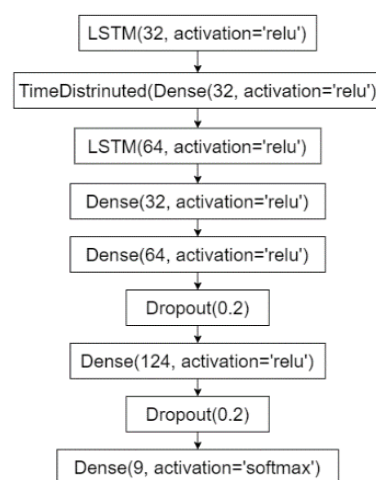 LSTM(32, activation='relu')
TimeDistrinuted(Dense(32, activation='relu')
LSTM(64, activation='relu')
Dense(32, activation='relu')
Dense(64, activation='relu')
Dropout(0.2)
Dense(124, activation='relu')
Dropout(0.2)
Dense(9, activation='softmax')